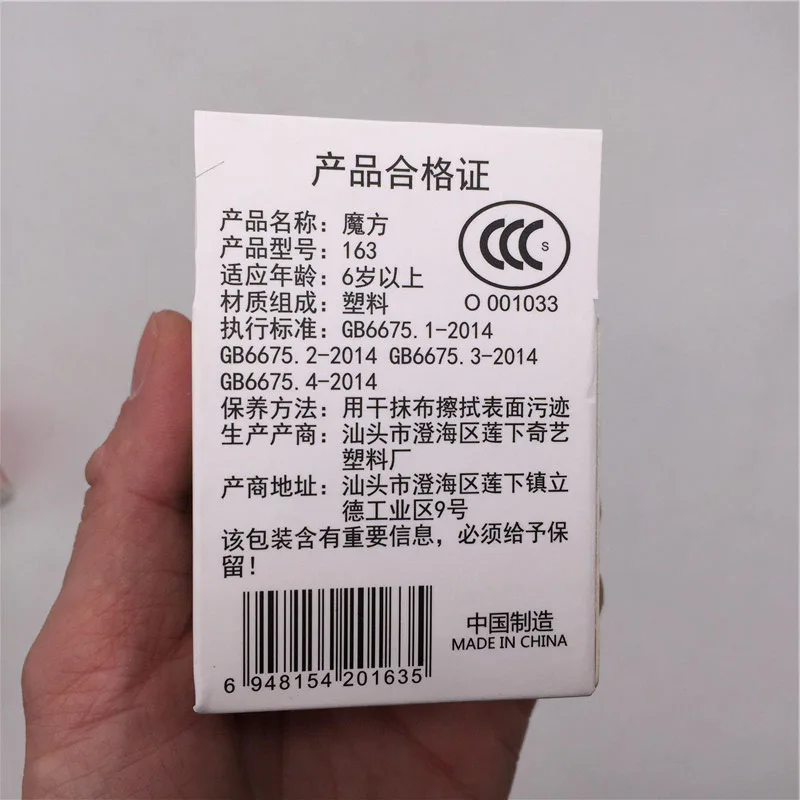 产品合格证
产品名称：魔方
产品型号：163
适应年龄：6岁以上
材质组成：塑料
CCC S
O 001033
执行标准：GB6675.1-2014
GB6675.2-2014 GB6675.3-2014
GB6675.4-2014
保养方法：用干抹布擦拭表面污迹
生产产商：汕头市澄海区莲下奇艺
塑料厂
产商地址：汕头市澄海区莲下镇立
德工业区9号
该包装含有重要信息，必须给予保
留！
6 948154 201635
中国制造
MADE IN CHINA